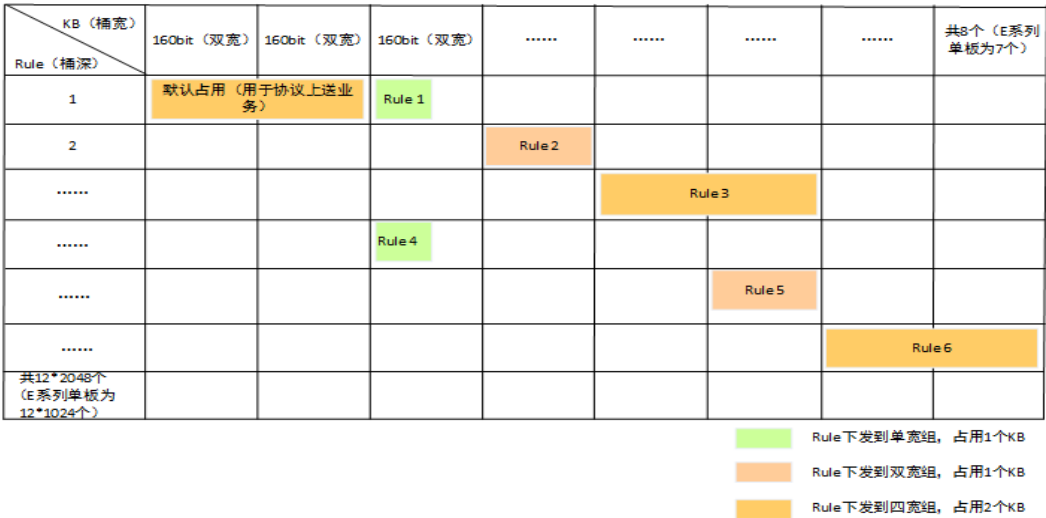 KB（桶宽）
Rule（桶深）
160bit（双宽）
160bit（双宽）
160bit（双宽）
……
……
……
……
共8个（E系列
单板为7个）
1
默认占用（用于协议上送业
务）
Rule 1
2
Rule 2
……
Rule 3
……
Rule 4
……
Rule 5
……
Rule 6
共12*2048个
（E系列单板为
12*1024个）
Rule下发到单宽组，占用1个KB
Rule下发到双宽组，占用1个KB
Rule下发到四宽组，占用2个KB